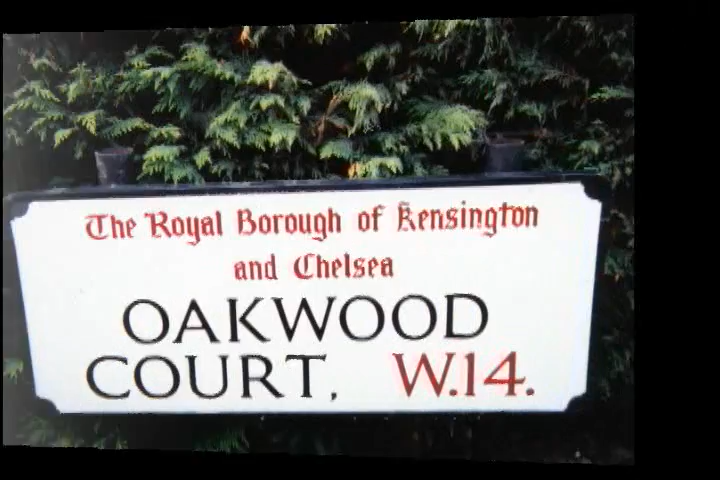 The Royal Borough of Kensington
and Chelsea
OAKWOOD
COURT, W.14.